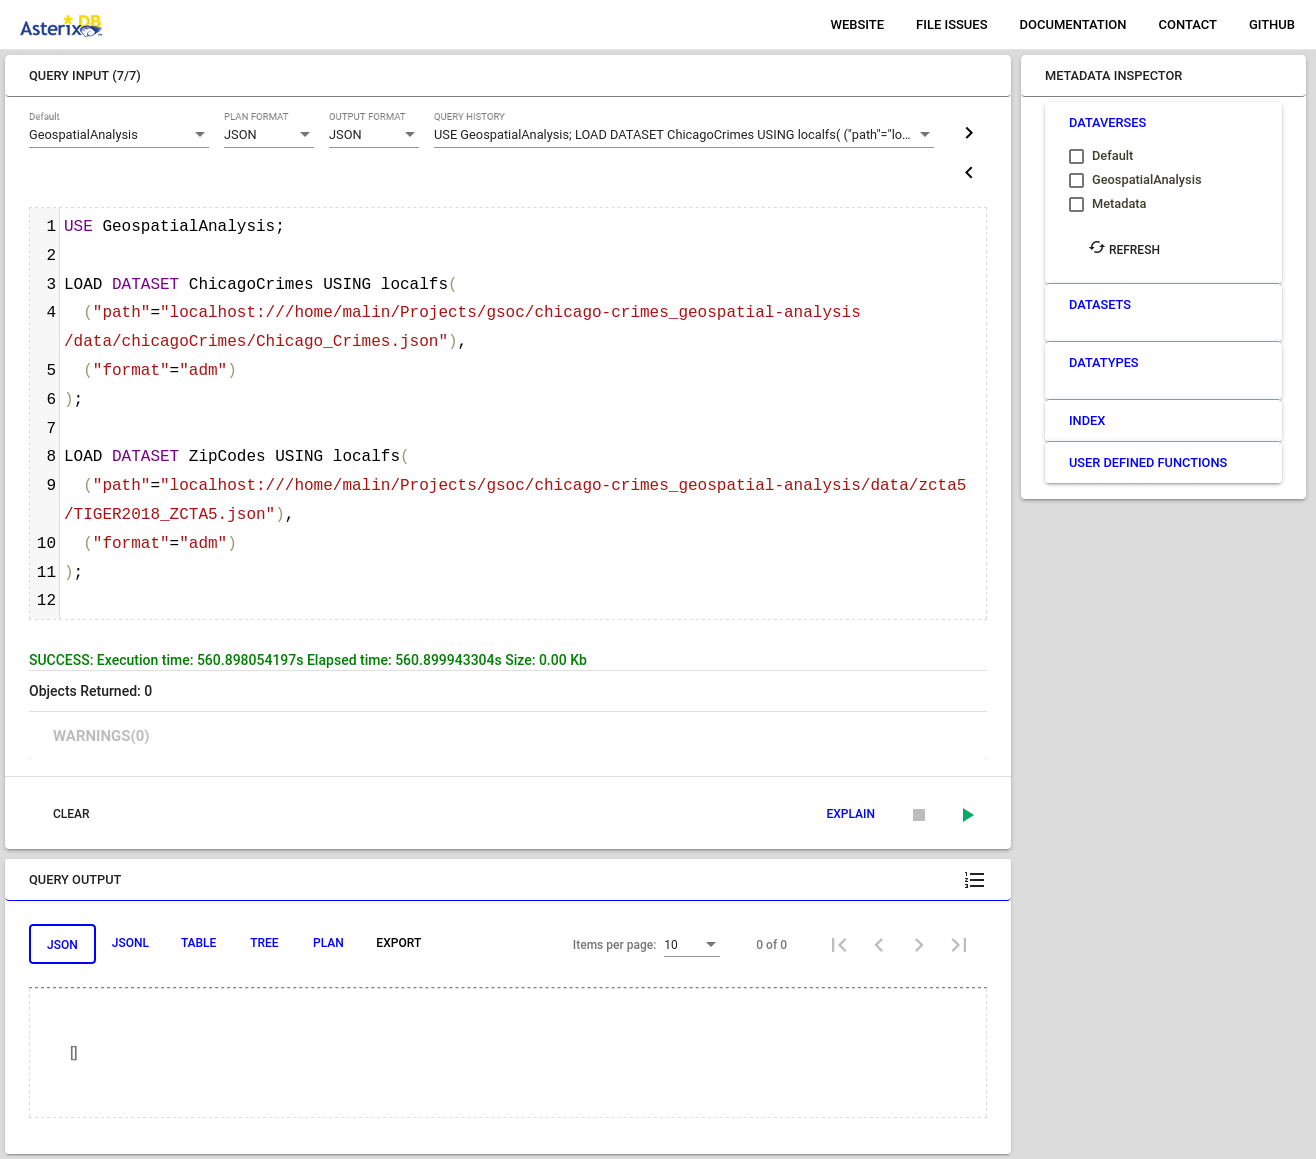 AsterixDB
WEBSITE FILE ISSUES DOCUMENTATION CONTACT GITHUB
QUERY INPUT (7/7)
Default PLAN FORMAT OUTPUT FORMAT QUERY HISTORY
GeospatialAnalysis JSON JSON USE GeospatialAnalysis; LOAD DATASET ChicagoCrimes USING localfs( ("path"="lo...
1 USE GeospatialAnalysis;
2
3 LOAD DATASET ChicagoCrimes USING localfs(
4 ("path"="localhost:///home/malin/Projects/gsoc/chicago-crimes_geospatial-analysis
/data/chicagoCrimes/Chicago_Crimes.json"),
5 ("format"="adm")
6 );
7
8 LOAD DATASET ZipCodes USING localfs(
9 ("path"="localhost:///home/malin/Projects/gsoc/chicago-crimes_geospatial-analysis/data/zcta5
/TIGER2018_ZCTA5.json"),
10 ("format"="adm")
11 );
12
SUCCESS: Execution time: 560.898054197s Elapsed time: 560.899943304s Size: 0.00 Kb
Objects Returned: 0
WARNINGS(0)
CLEAR EXPLAIN
QUERY OUTPUT
JSON JSONL TABLE TREE PLAN EXPORT Items per page: 10 0 of 0
[]
METADATA INSPECTOR
DATAVERSES
Default
GeospatialAnalysis
Metadata
REFRESH
DATASETS
DATATYPES
INDEX
USER DEFINED FUNCTIONS